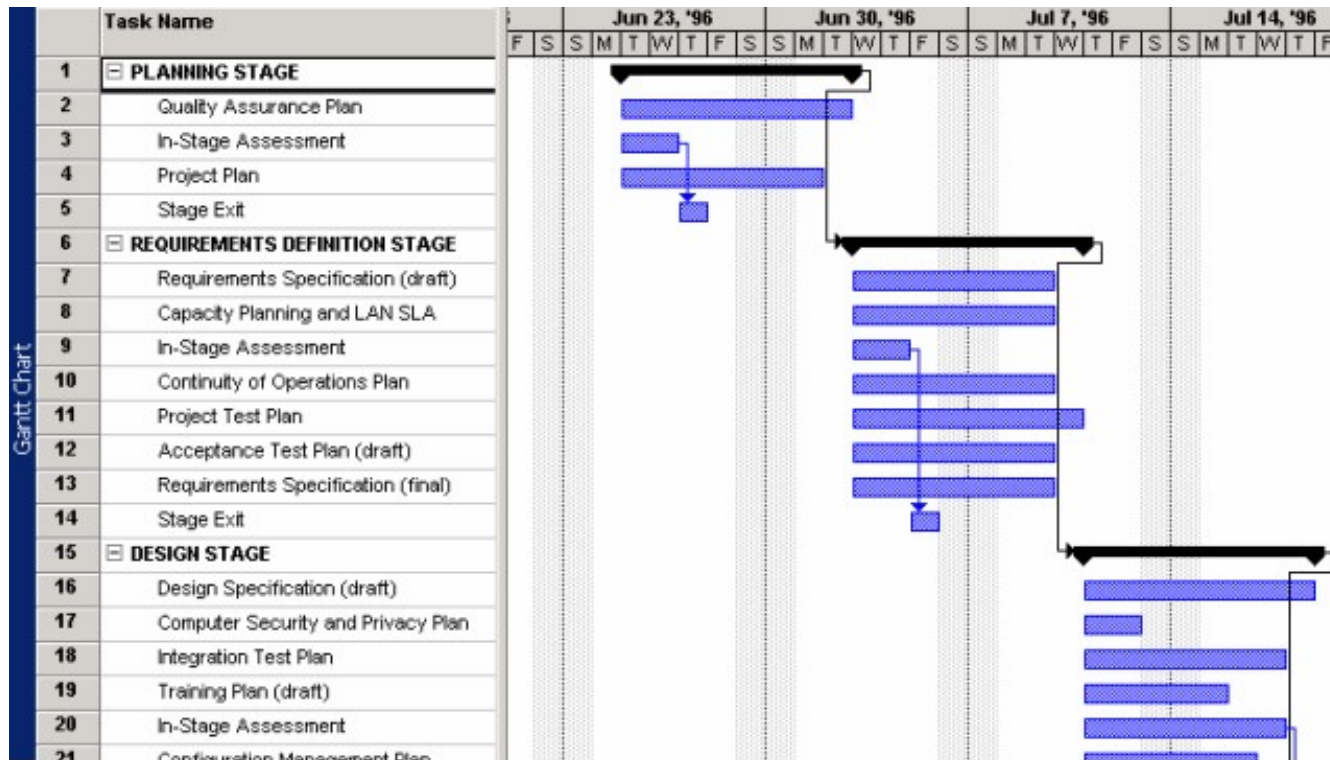 Task Name
Jun 23, '96 Jun 30, '96 Jul 7, '96 Jul 14, '96
F S S M T W T F S S M T W T F S S M T W T F S S M T W T F
1 PLANNING STAGE
2 Quality Assurance Plan
3 In-Stage Assessment
4 Project Plan
5 Stage Exit
6 REQUIREMENTS DEFINITION STAGE
7 Requirements Specification (draft)
8 Capacity Planning and LAN SLA
9 In-Stage Assessment
10 Continuity of Operations Plan
11 Project Test Plan
12 Acceptance Test Plan (draft)
13 Requirements Specification (final)
14 Stage Exit
15 DESIGN STAGE
16 Design Specification (draft)
17 Computer Security and Privacy Plan
18 Integration Test Plan
19 Training Plan (draft)
20 In-Stage Assessment
21 Configuration Management Plan
Gantt Chart